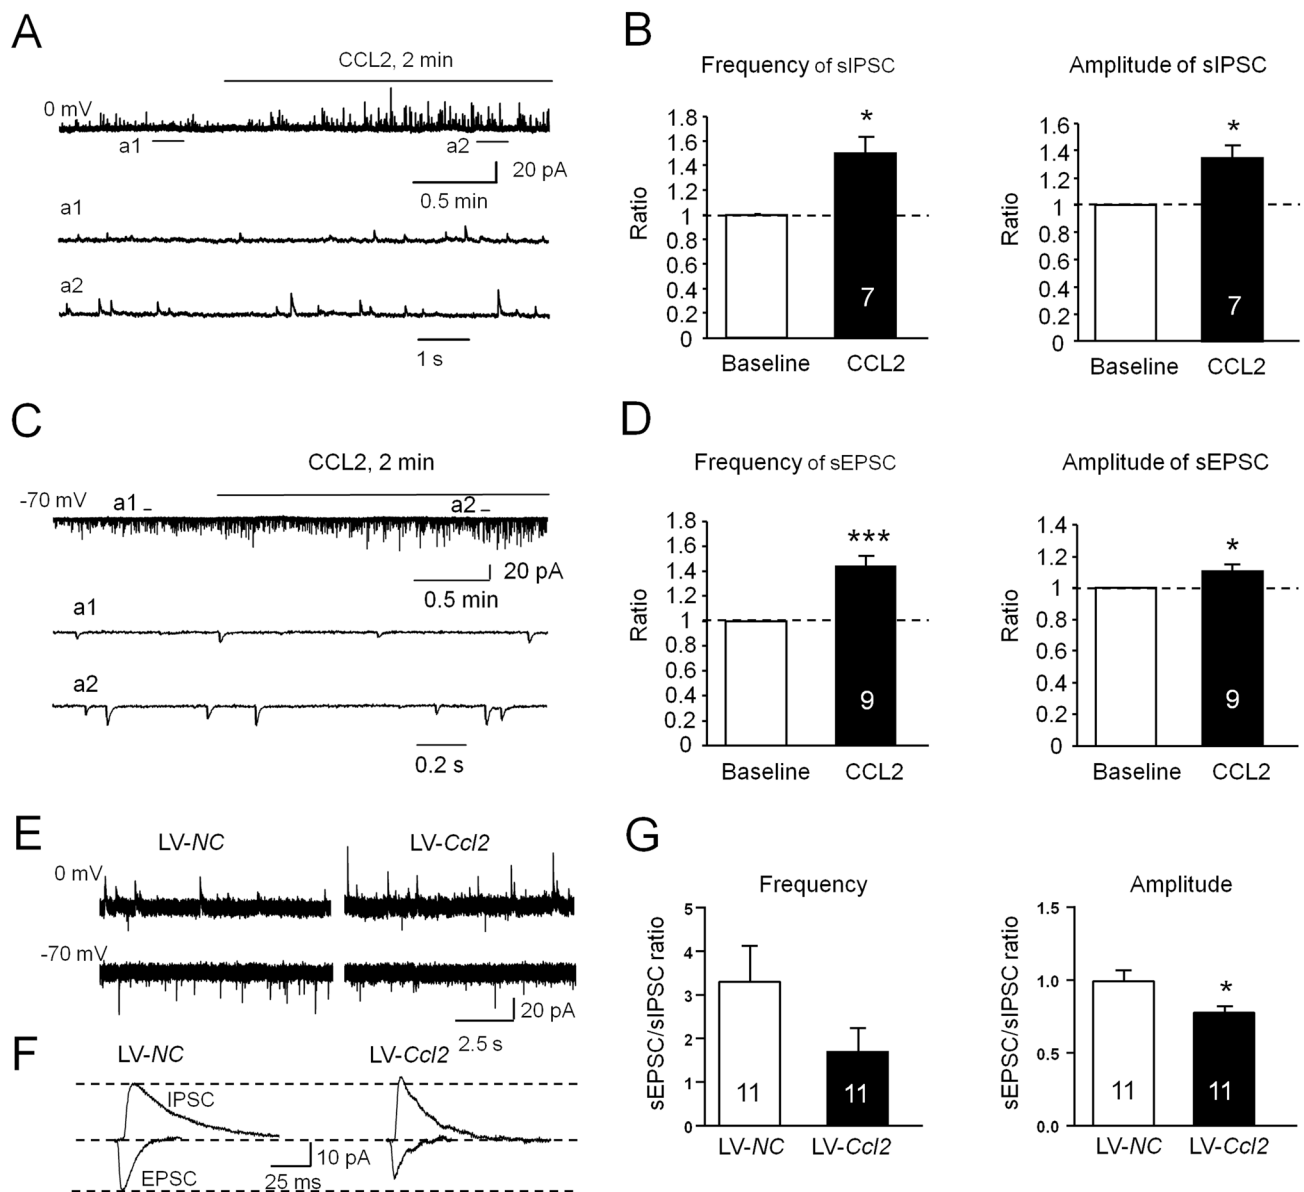 A
CCL2, 2 min
0 mV
a1
a2
20 pA
0.5 min
a1
a2
1 s
B
Frequency of sIPSC
Ratio
1.8
1.6
1.4
1.2
1
0.8
0.6
0.4
0.2
0
*
7
Baseline
CCL2
Amplitude of sIPSC
Ratio
1.6
1.4
1.2
1
0.8
0.6
0.4
0.2
0
*
7
Baseline
CCL2
C
CCL2, 2 min
-70 mV
a1
a2
20 pA
0.5 min
a1
a2
0.2 s
D
Frequency of sEPSC
Ratio
1.8
1.6
1.4
1.2
1
0.8
0.6
0.4
0.2
0
***
9
Baseline
CCL2
Amplitude of sEPSC
Ratio
1.4
1.2
1
0.8
0.6
0.4
0.2
0
*
9
Baseline
CCL2
E
LV-NC
LV-Ccl2
0 mV
-70 mV
20 pA
2.5 s
F
LV-NC
LV-Ccl2
IPSC
EPSC
10 pA
25 ms
G
Frequency
sEPSC/sIPSC ratio
5
4
3
2
1
0
11
11
LV-NC
LV-Ccl2
Amplitude
sEPSC/sIPSC ratio
1.5
1.0
0.5
0.0
*
11
11
LV-NC
LV-Ccl2